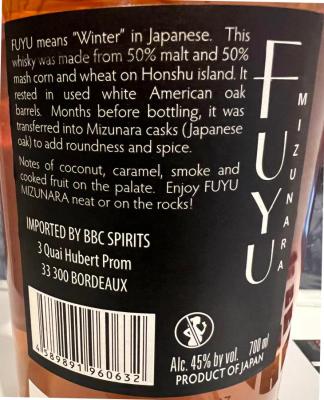 FUYU means "Winter" in Japanese. This
whisky was made from 50% malt and 50%
mash corn and wheat on Honshu island. It
rested in used white American oak
barrels. Months before bottling, it was
transferred into Mizunara casks (Japanese
oak) to add roundness and spice.
Notes of coconut, caramel, smoke and
cooked fruit on the palate. Enjoy FUYU
MIZUNARA neat or on the rocks!
IMPORTED BY BBC SPIRITS
3 Quai Hubert Prom
33 300 BORDEAUX
4 589891 960632
Alc. 45% by vol. 700 ml
PRODUCT OF JAPAN
FUYU
MIZUNARA